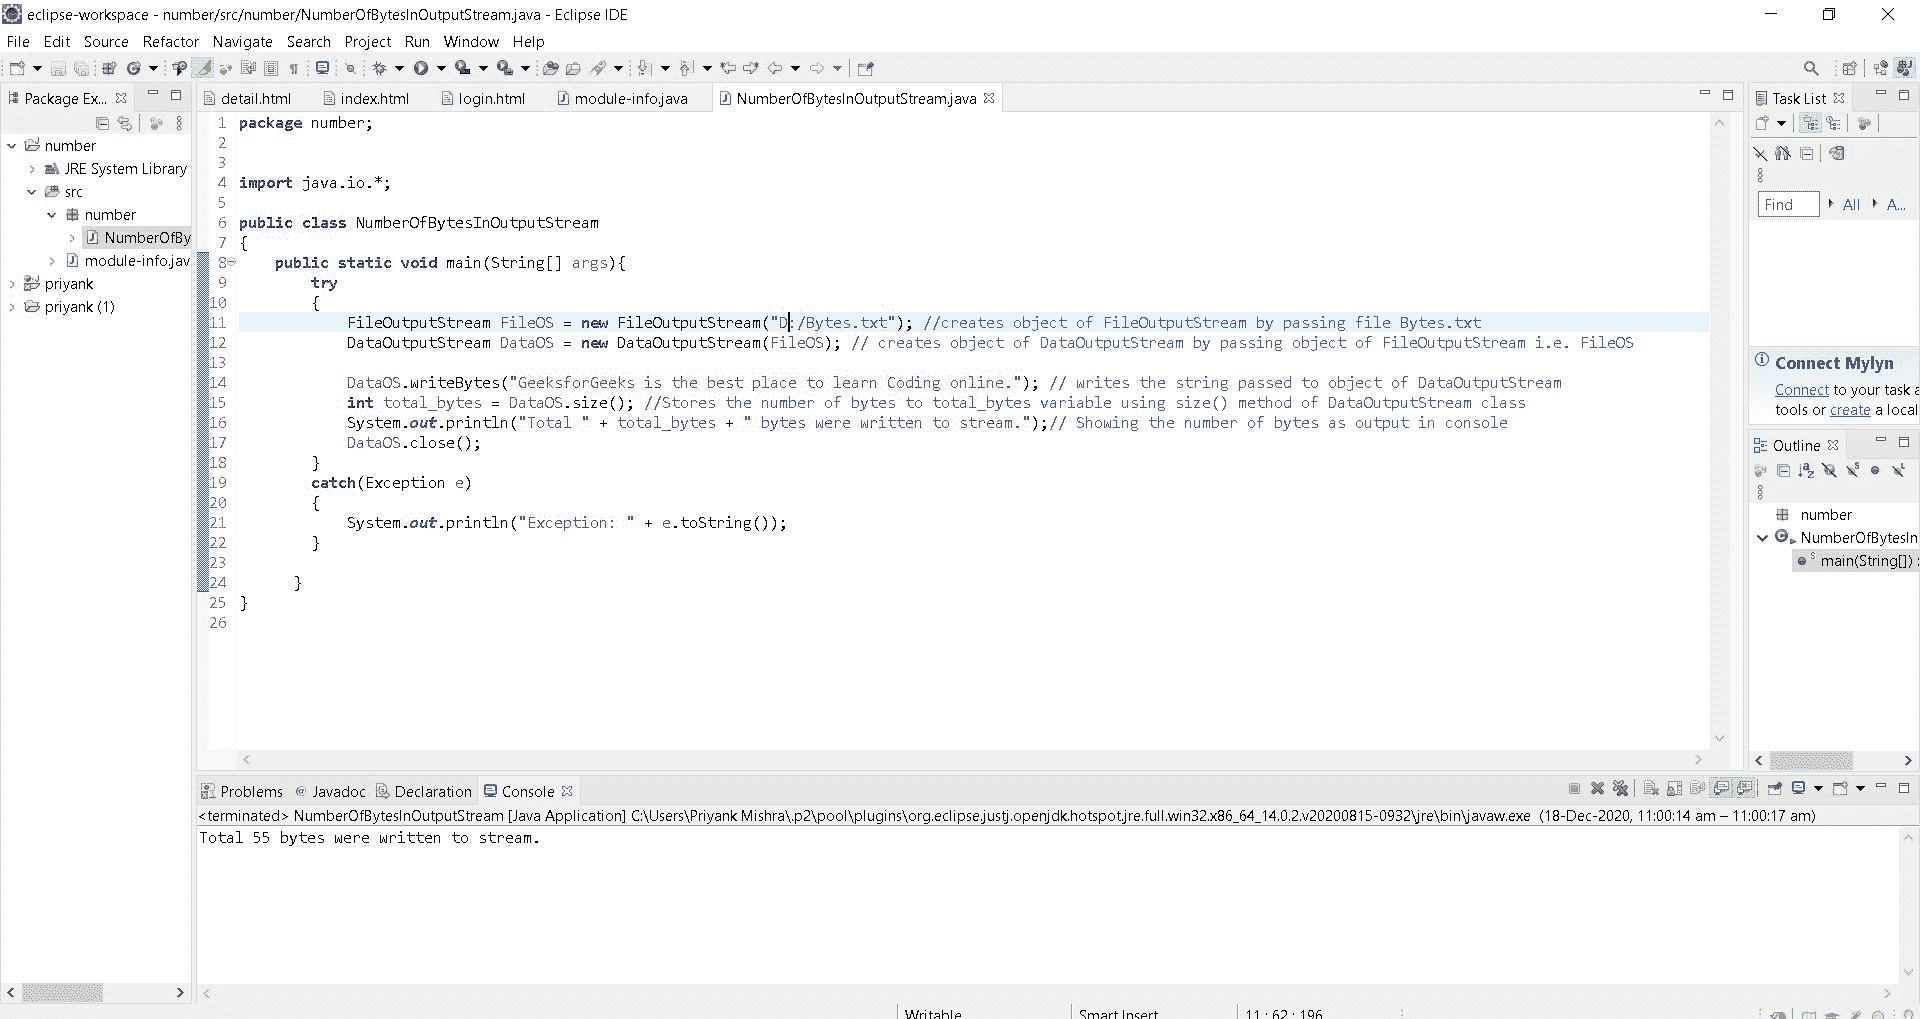 eclipse-workspace - number/src/number/NumberOfBytesInOutputStream.java - Eclipse IDE
File Edit Source Refactor Navigate Search Project Run Window Help
Package Ex...
number
JRE System Library
src
number
NumberOfBy
module-info.jav
priyank
priyank (1)
detail.html index.html login.html module-info.java NumberOfBytesInOutputStream.java
1 package number;
2
3
4 import java.io.*;
5
6 public class NumberOfBytesInOutputStream
7 {
8 public static void main(String[] args){
9 try
10 {
11 FileOutputStream FileOS = new FileOutputStream("D:/Bytes.txt"); //creates object of FileOutputStream by passing file Bytes.txt
12 DataOutputStream DataOS = new DataOutputStream(FileOS); // creates object of DataOutputStream by passing object of FileOutputStream i.e. FileOS
13
14 DataOS.writeBytes("GeeksforGeeks is the best place to learn Coding online."); // writes the string passed to object of DataOutputStream
15 int total_bytes = DataOS.size(); //Stores the number of bytes to total_bytes variable using size() method of DataOutputStream class
16 System.out.println("Total " + total_bytes + " bytes were written to stream.");// Showing the number of bytes as output in console
17 DataOS.close();
18 }
19 catch(Exception e)
20 {
21 System.out.println("Exception: " + e.toString());
22 }
23
24 }
25 }
26
Task List
Find All A...
Connect Mylyn
Connect to your task a
tools or create a local
Outline
number
NumberOfBytesIn
main(String[]) :
Problems @ Javadoc Declaration Console
<terminated> NumberOfBytesInOutputStream [Java Application] C:\Users\Priyank Mishra\.p2\pool\plugins\org.eclipse.justj.openjdk.hotspot.jre.full.win32.x86_64_14.0.2.v20200815-0932\jre\bin\javaw.exe (18-Dec-2020, 11:00:14 am – 11:00:17 am)
Total 55 bytes were written to stream.
Writable Smart Insert 11 : 62 : 196